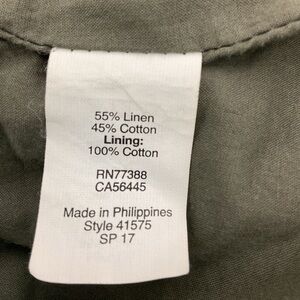 55% Linen
45% Cotton
Lining:
100% Cotton
RN77388
CA56445
Made in Philippines
Style 41575
SP 17